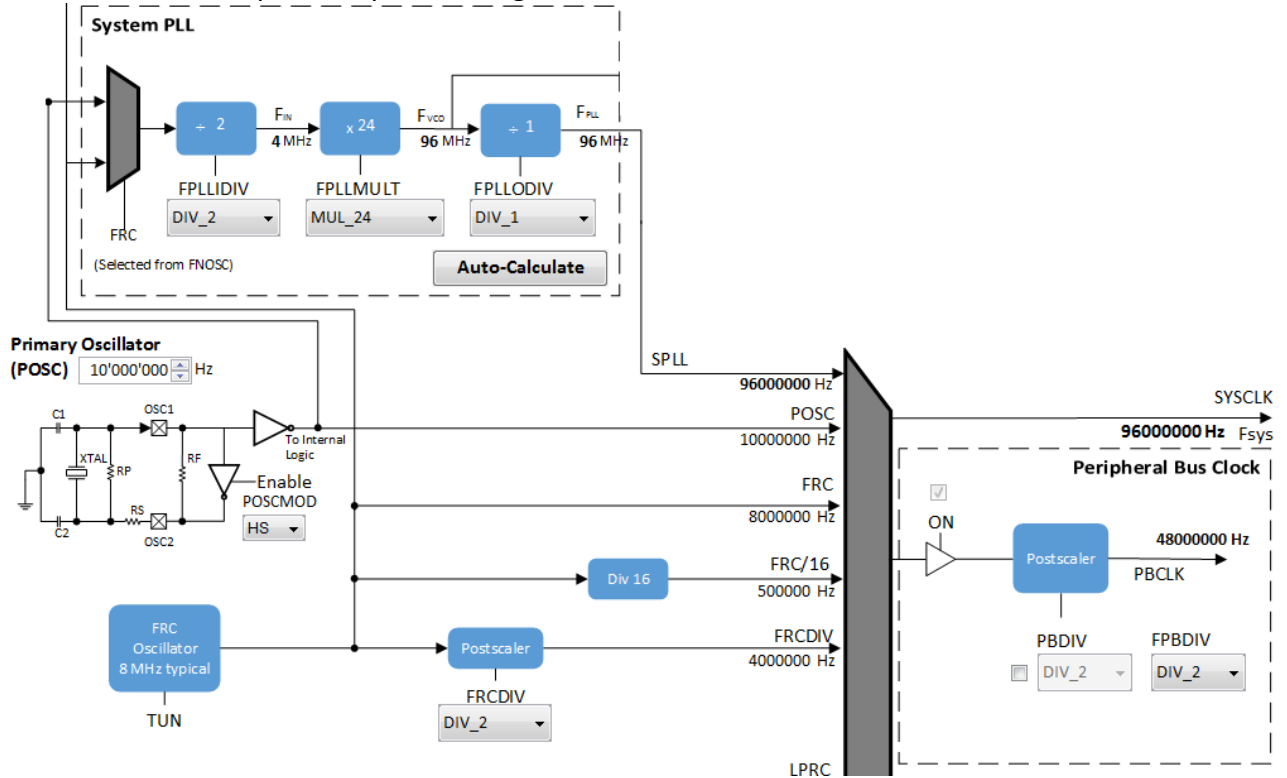 System PLL
÷ 2
FIN
4 MHz
x 24
FVCO
96 MHz
÷ 1
FPLL
96 MHz
FPLLIDIV
FPLLMULT
FPLLODIV
DIV_2
MUL_24
DIV_1
FRC
(Selected from FNOSC)
Auto-Calculate
Primary Oscillator
(POSC) 10'000'000 Hz
SPLL
96000000 Hz
SYSCLK
96000000 Hz Fsys
POSC
10000000 Hz
C1
OSC1
To Internal
Logic
XTAL
RP
RF
Enable
POSCMOD
HS
RS
C2
OSC2
Peripheral Bus Clock
FRC
8000000 Hz
ON
Postscaler
48000000 Hz
PBCLK
Div 16
FRC/16
500000 Hz
FRC
Oscillator
8 MHz typical
TUN
Postscaler
FRCDIV
4000000 Hz
FRCDIV
DIV_2
PBDIV
FPBDIV
DIV_2
DIV_2
LPRC